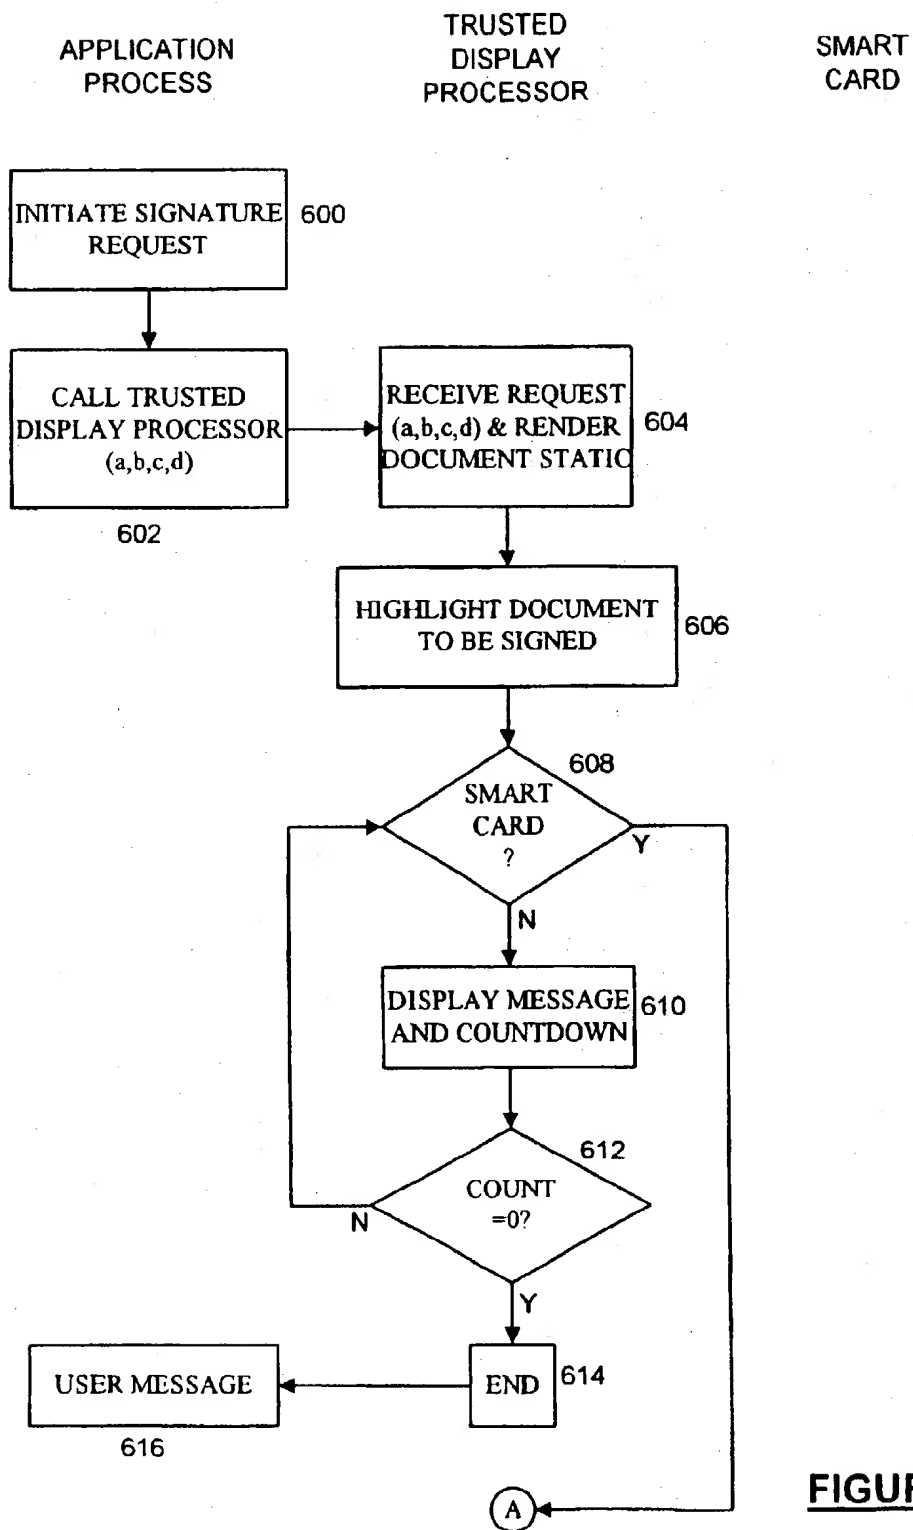 APPLICATION
PROCESS
TRUSTED
DISPLAY
PROCESSOR
SMART
CARD
INITIATE SIGNATURE
REQUEST
600
CALL TRUSTED
DISPLAY PROCESSOR
(a,b,c,d)
602
RECEIVE REQUEST
(a,b,c,d) & RENDER
DOCUMENT STATIC
604
HIGHLIGHT DOCUMENT
TO BE SIGNED
606
608
SMART
CARD
?
Y
N
DISPLAY MESSAGE
AND COUNTDOWN
610
612
COUNT
=0?
N
Y
END
614
USER MESSAGE
616
A
FIGUR